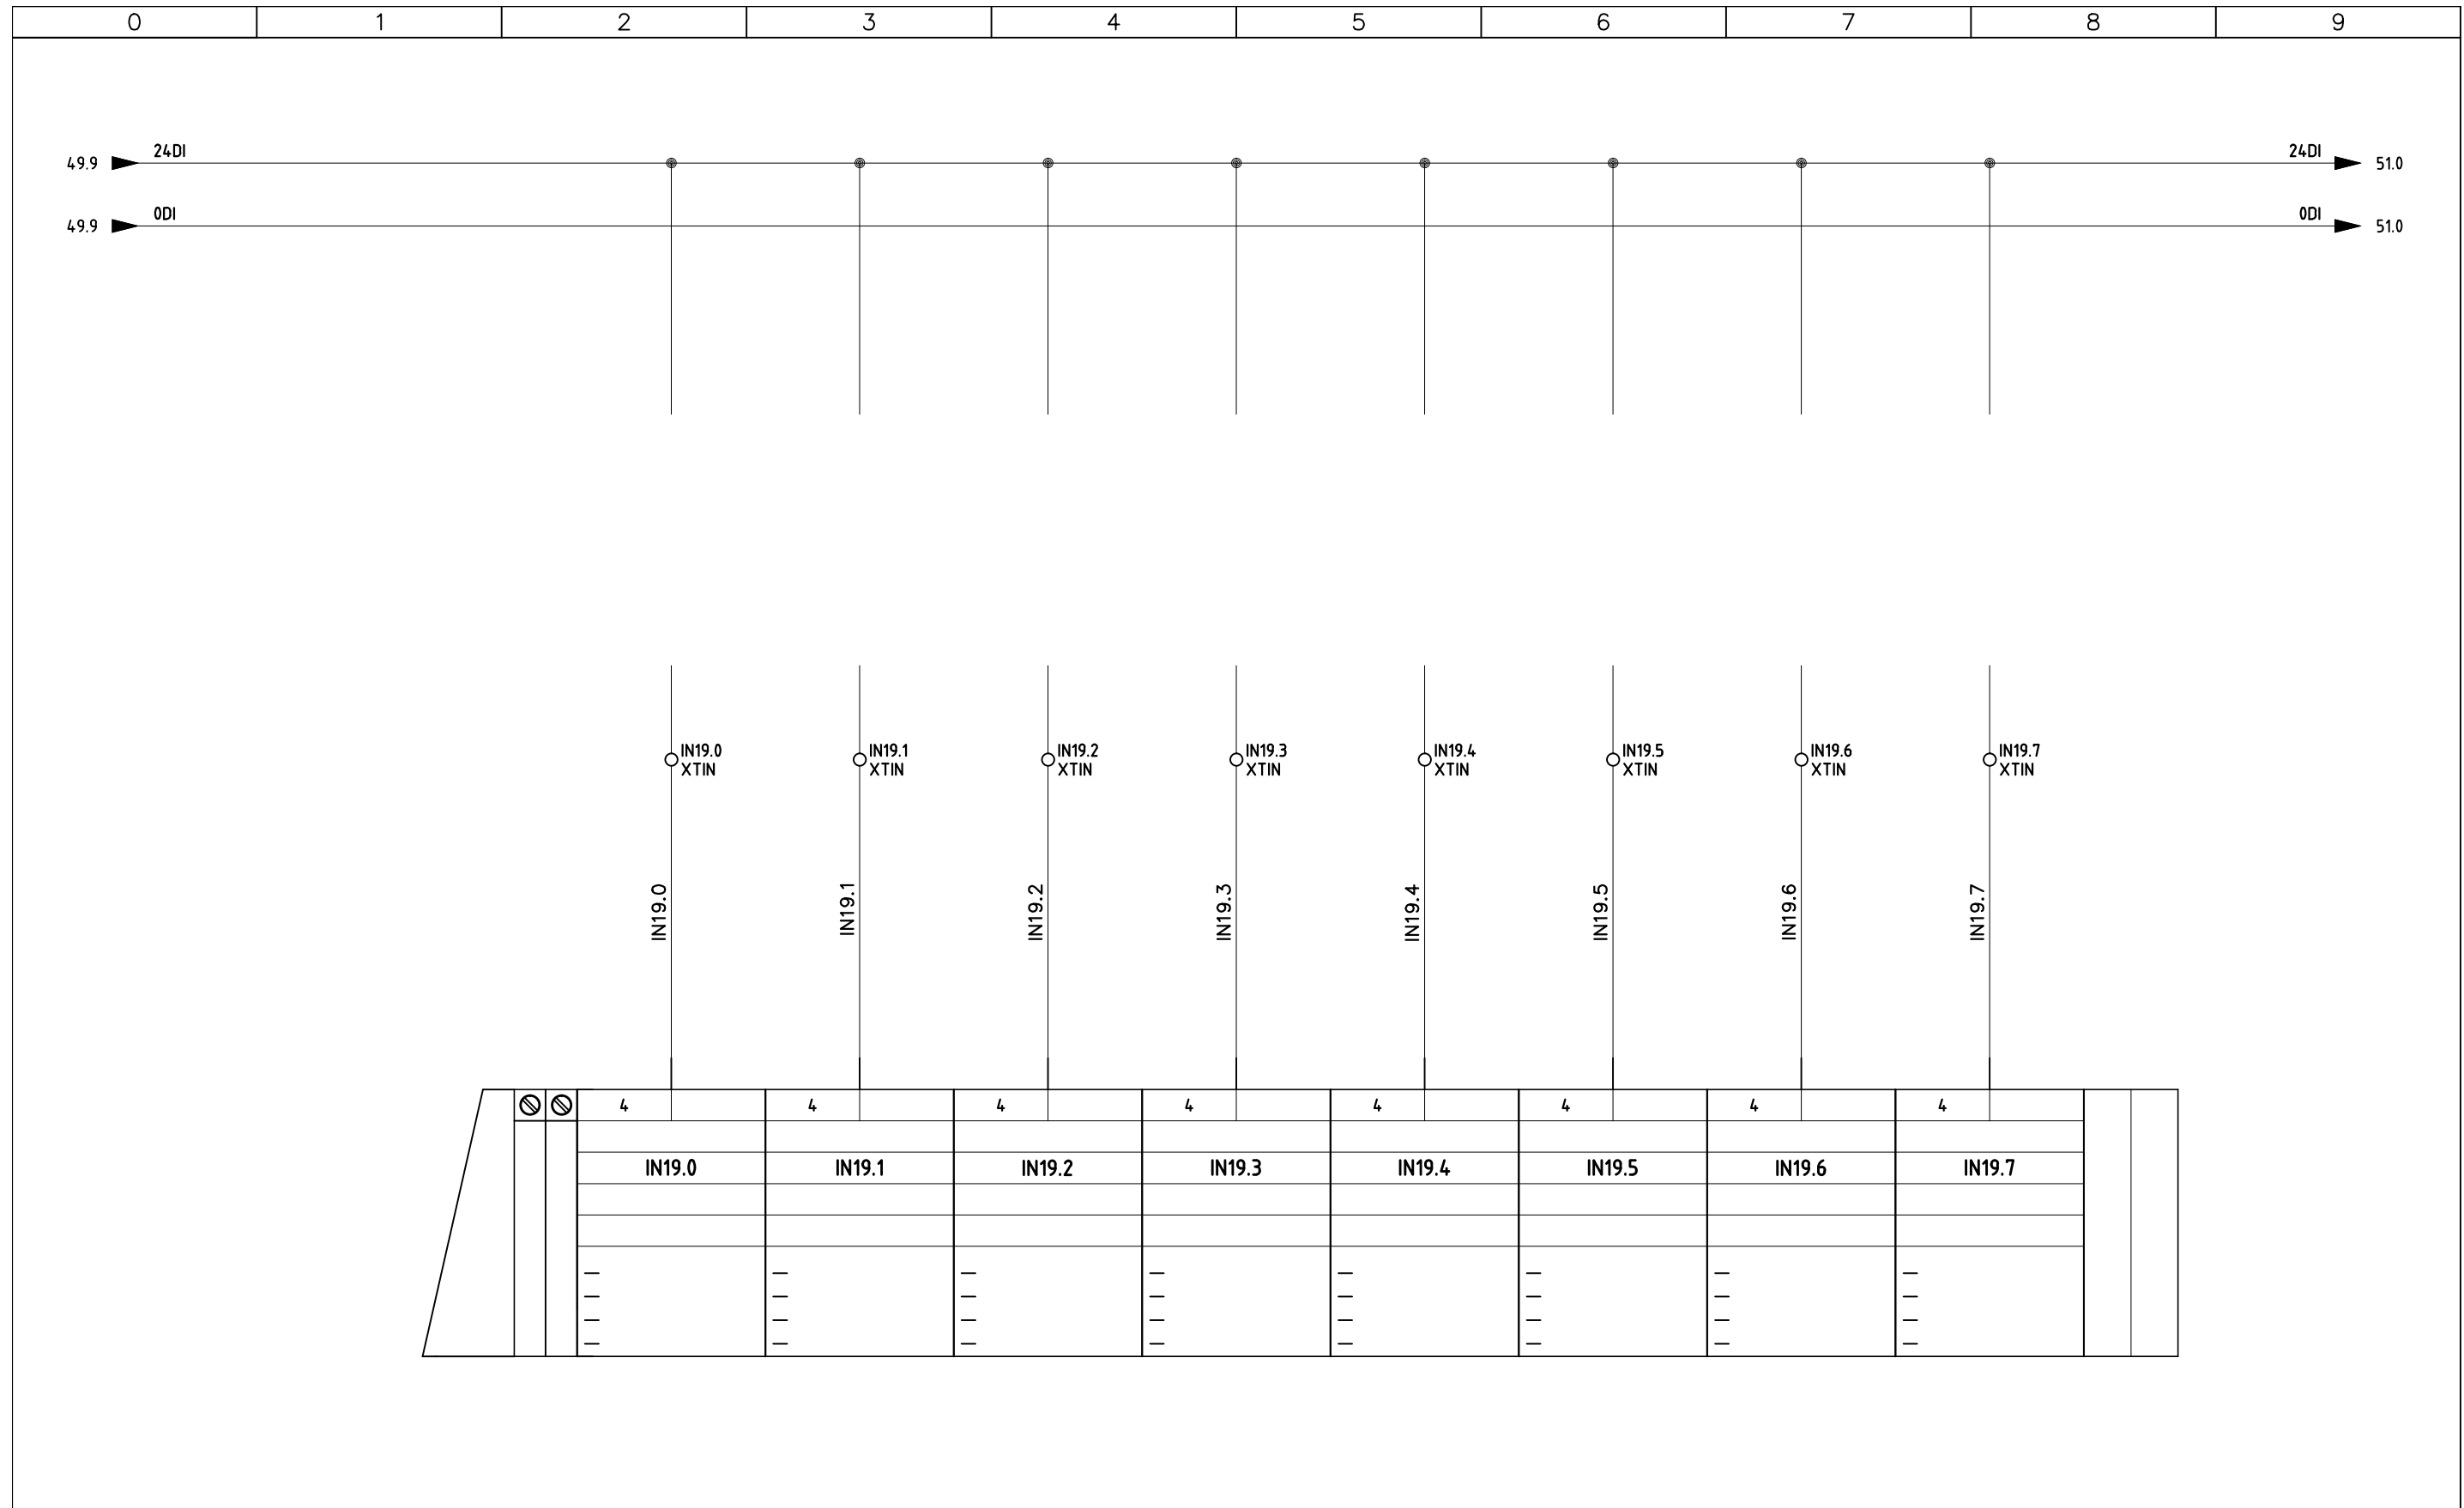 0 1 2 3 4 5 6 7 8 9
24DI 24DI
49.9 51.0
0DI 0DI
49.9 51.0
IN19.0 IN19.1 IN19.2 IN19.3 IN19.4 IN19.5 IN19.6 IN19.7
XTIN XTIN XTIN XTIN XTIN XTIN XTIN XTIN
IN19.0 IN19.1 IN19.2 IN19.3 IN19.4 IN19.5 IN19.6 IN19.7
4 4 4 4 4 4 4 4
IN19.0 IN19.1 IN19.2 IN19.3 IN19.4 IN19.5 IN19.6 IN19.7